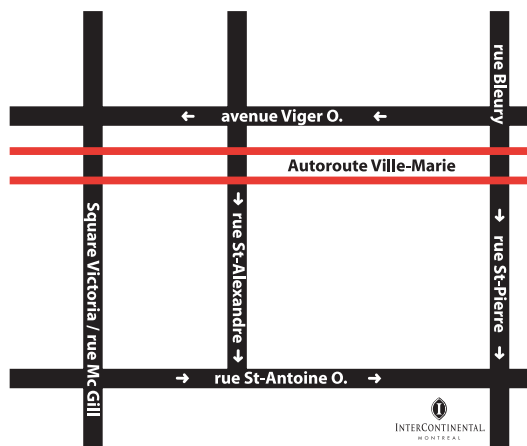 rue Bleury
avenue Viger O.
Autoroute Ville-Marie
Square Victoria / rue Mc Gill
rue St-Alexandre
rue St-Pierre
rue St-Antoine O.
INTERCONTINENTAL
MONTREAL